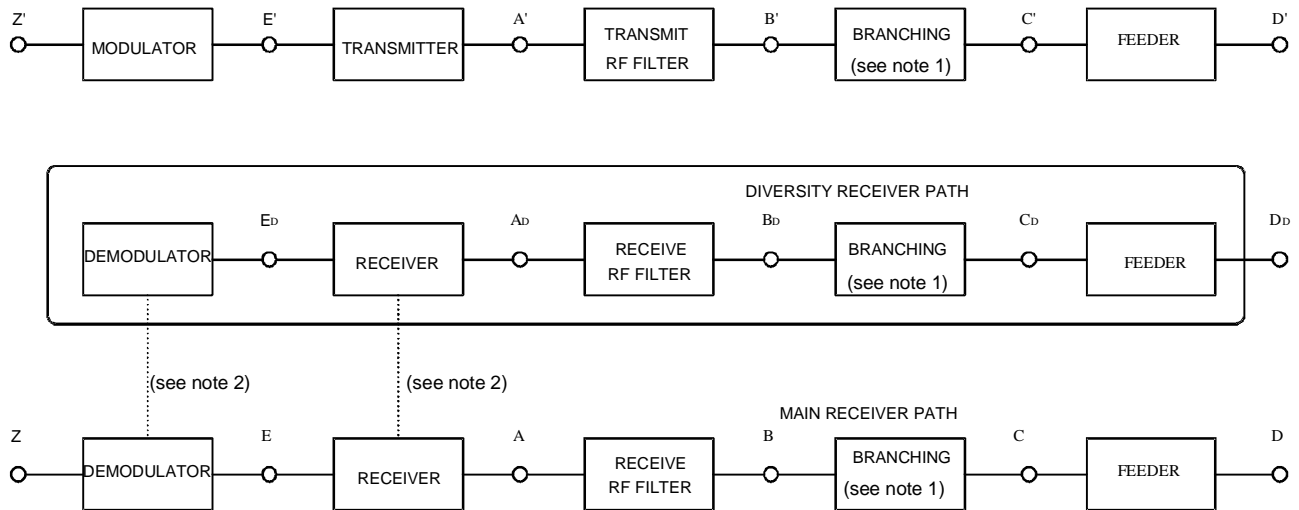 Z' E' A' B' C' D'
MODULATOR TRANSMITTER TRANSMIT RF FILTER BRANCHING (see note 1) FEEDER
DIVERSITY RECEIVER PATH
ED AD BD CD DD
DEMODULATOR RECEIVER RECEIVE RF FILTER BRANCHING (see note 1) FEEDER
(see note 2) (see note 2)
MAIN RECEIVER PATH
Z E A B C D
DEMODULATOR RECEIVER RECEIVE RF FILTER BRANCHING (see note 1) FEEDER